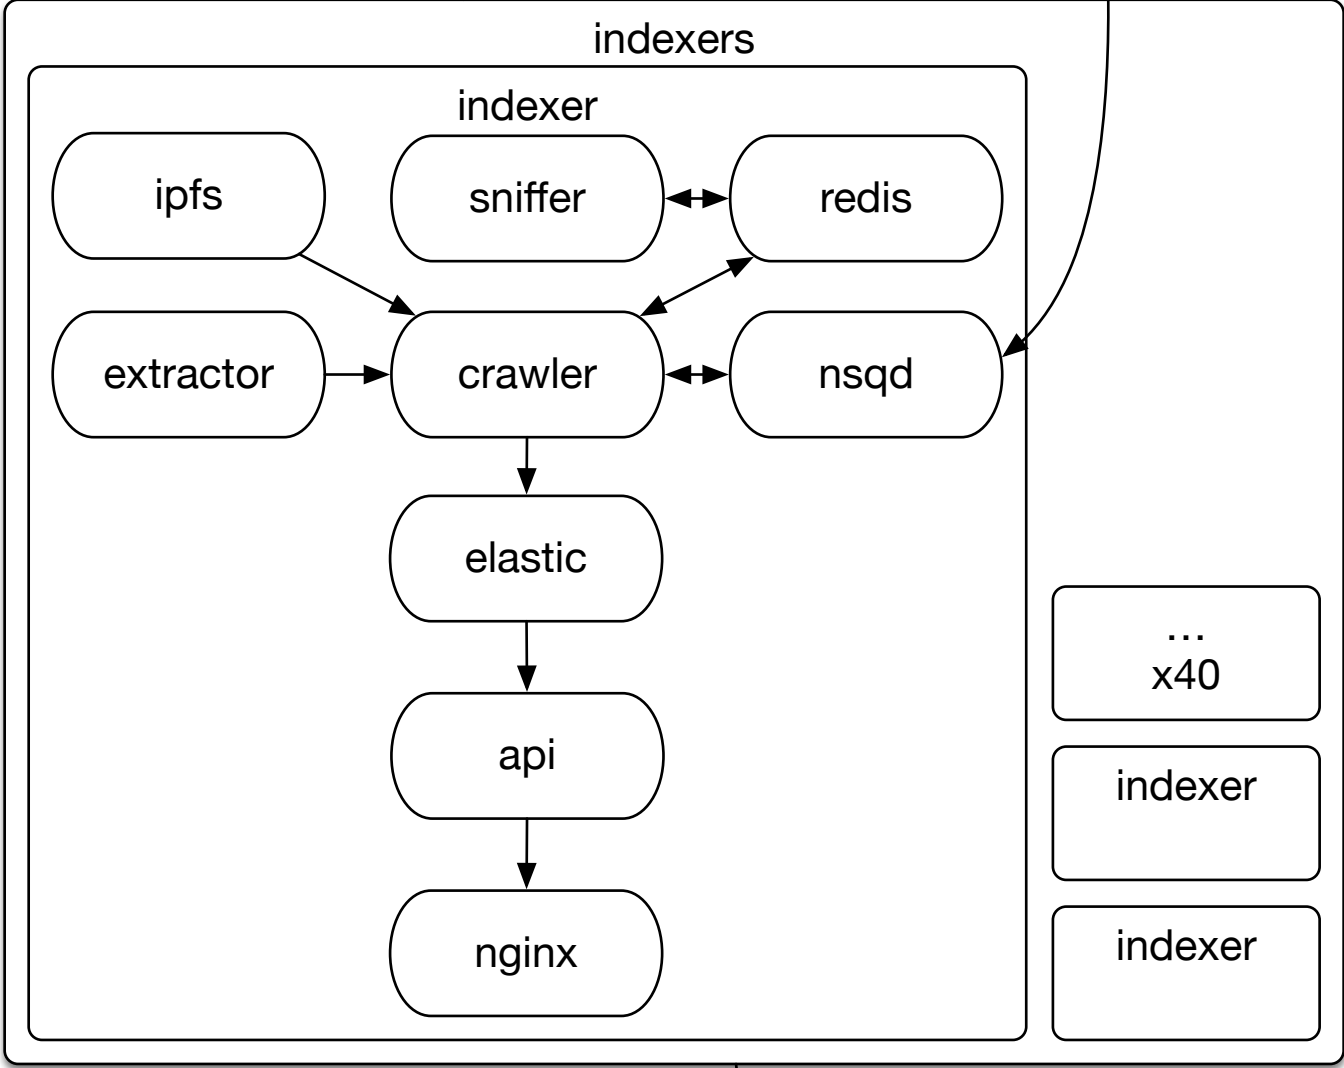 indexers
indexer
ipfs
sniffer
redis
extractor
crawler
nsqd
elastic
api
nginx
...
x40
indexer
indexer